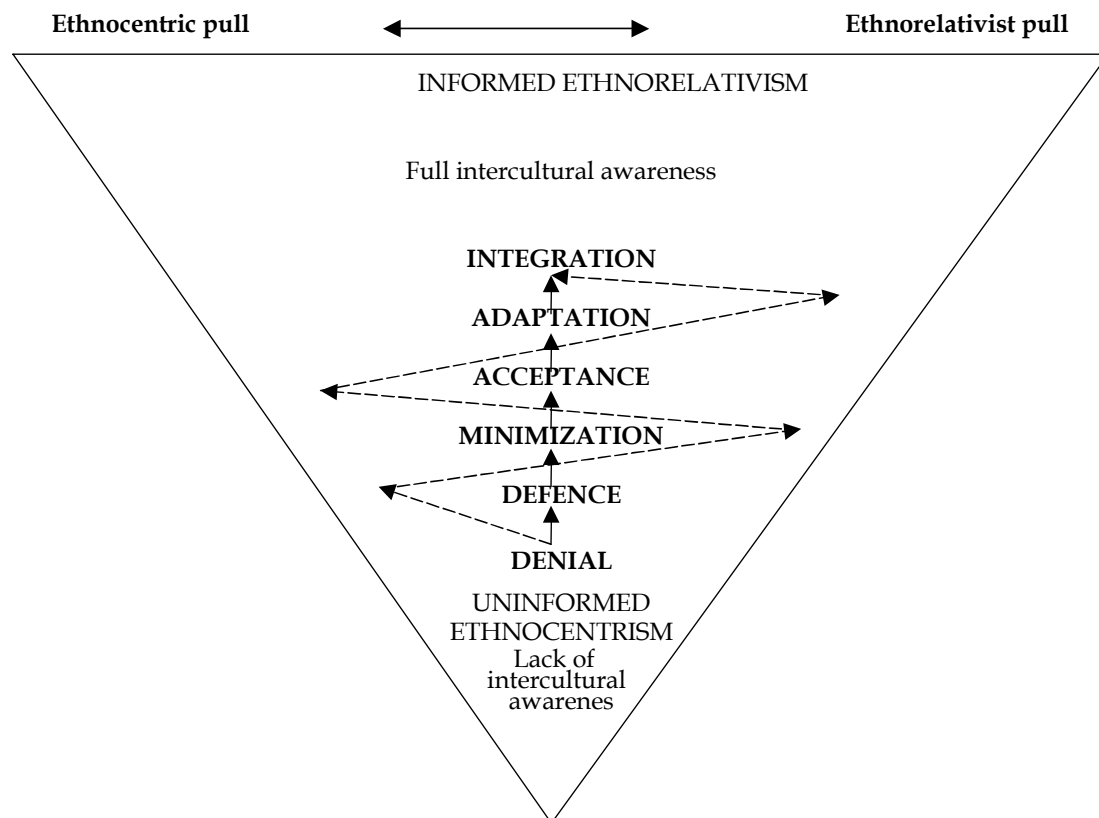 Ethnocentric pull
Ethnorelativist pull
INFORMED ETHNORELATIVISM
Full intercultural awareness
INTEGRATION
ADAPTATION
ACCEPTANCE
MINIMIZATION
DEFENCE
DENIAL
UNINFORMED
ETHNOCENTRISM
Lack of
intercultural
awarenes